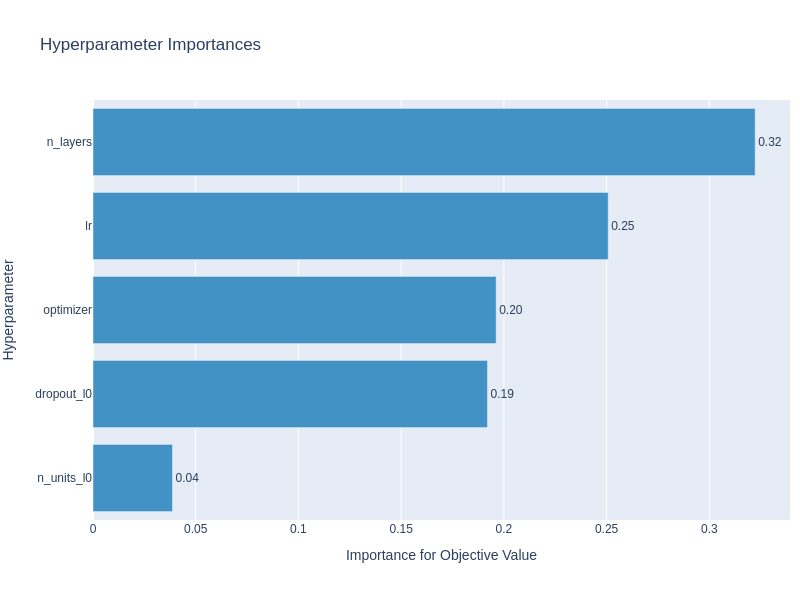 Hyperparameter Importances
n_layers
0.32
lr
0.25
optimizer
0.20
dropout_l0
0.19
n_units_l0
0.04
Hyperparameter
0
0.05
0.1
0.15
0.2
0.25
0.3
Importance for Objective Value